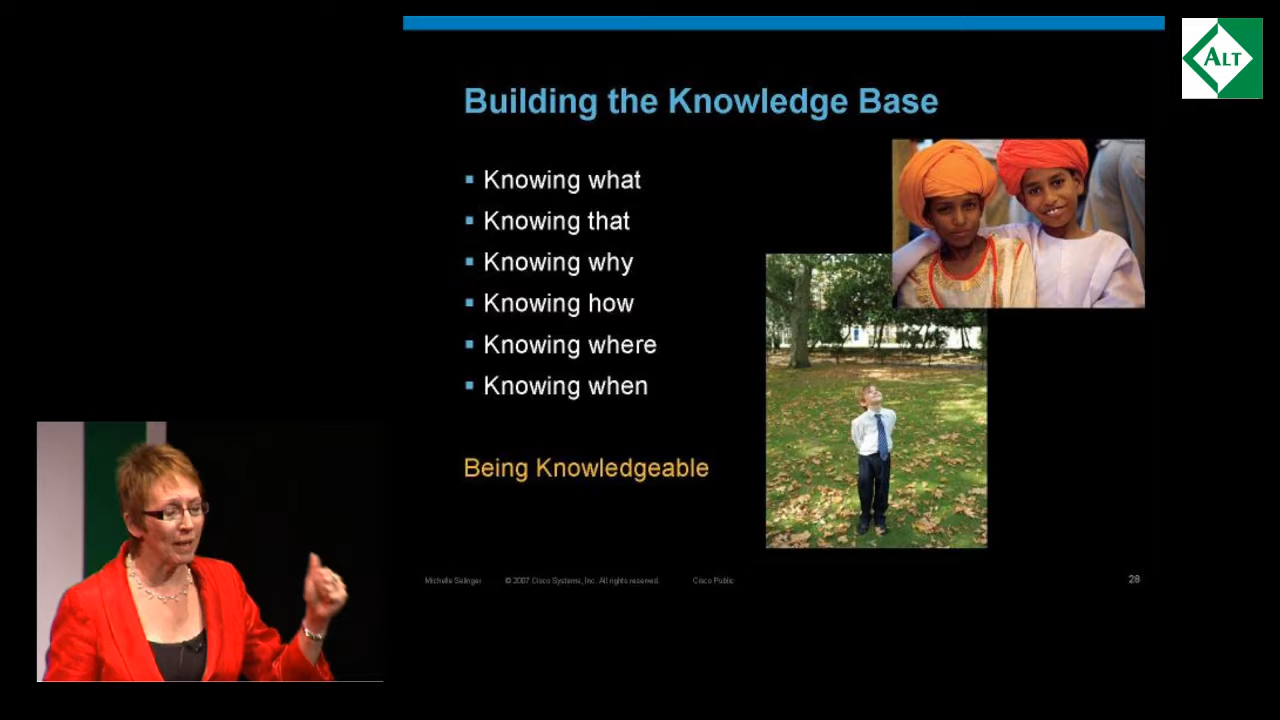 ALT
Building the Knowledge Base
Knowing what
Knowing that
Knowing why
Knowing how
Knowing where
Knowing when
Being Knowledgeable
Michelle Selinger © 2007 Cisco Systems, Inc. All rights reserved. Cisco Public 28